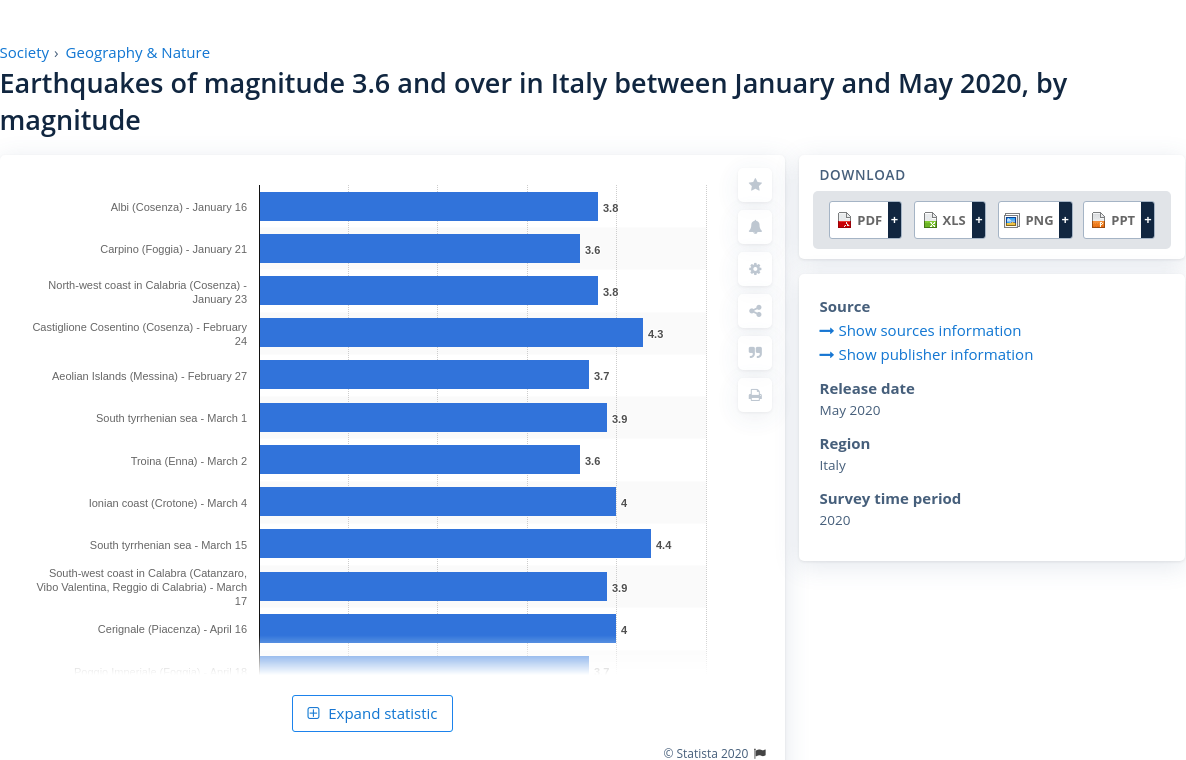 Society › Geography & Nature
Earthquakes of magnitude 3.6 and over in Italy between January and May 2020, by
magnitude
Albi (Cosenza) - January 16
3.8
Carpino (Foggia) - January 21
3.6
North-west coast in Calabria (Cosenza) -
January 23
3.8
Castiglione Cosentino (Cosenza) - February
24
4.3
Aeolian Islands (Messina) - February 27
3.7
South tyrrhenian sea - March 1
3.9
Troina (Enna) - March 2
3.6
Ionian coast (Crotone) - March 4
4
South tyrrhenian sea - March 15
4.4
South-west coast in Calabra (Catanzaro,
Vibo Valentina, Reggio di Calabria) - March
17
3.9
Cerignale (Piacenza) - April 16
4
3.7
Expand statistic
© Statista 2020
DOWNLOAD
PDF +
XLS +
PNG +
PPT +
Source
Show sources information
Show publisher information
Release date
May 2020
Region
Italy
Survey time period
2020